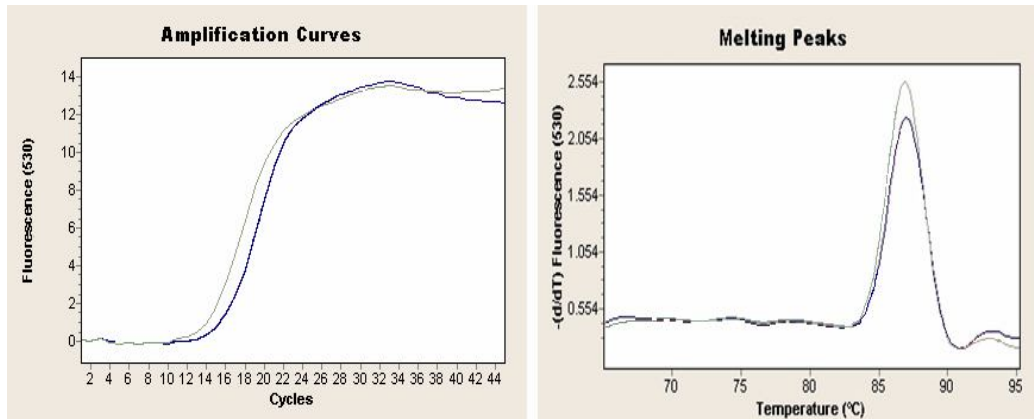 Amplification Curves
Fluorescence (530)
14
12
10
8
6
4
2
0
2 4 6 8 10 12 14 16 18 20 22 24 26 28 30 32 34 36 38 40 42 44
Cycles
Melting Peaks
-(d/dT) Fluorescence (530)
2.554
2.054
1.554
1.054
0.554
70 75 80 85 90 95
Temperature (ºC)